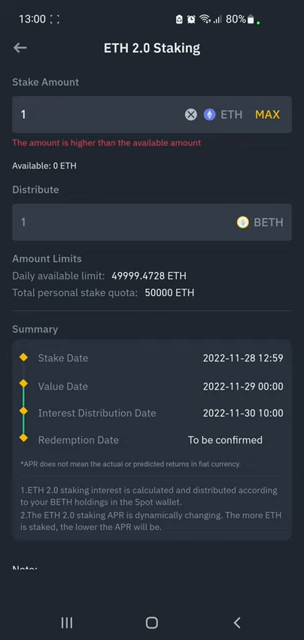 13:00 80%
ETH 2.0 Staking
Stake Amount
1 ETH MAX
The amount is higher than the available amount
Available: 0 ETH
Distribute
1 BETH
Amount Limits
Daily available limit: 49999.4728 ETH
Total personal stake quota: 50000 ETH
Summary
Stake Date 2022-11-28 12:59
Value Date 2022-11-29 00:00
Interest Distribution Date 2022-11-30 10:00
Redemption Date To be confirmed
*APR does not mean the actual or predicted returns in fiat currency.
1.ETH 2.0 staking interest is calculated and distributed according
to your BETH holdings in the Spot wallet.
2.The ETH 2.0 staking APR is dynamically changing. The more ETH
is staked, the lower the APR will be.
Note: